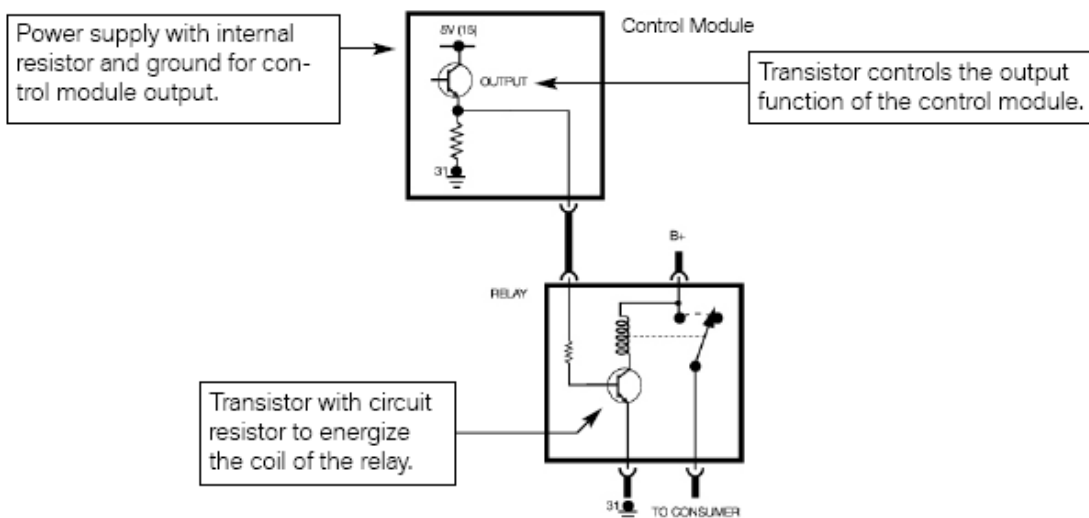 Power supply with internal
resistor and ground for con-
trol module output.
5V (15)
Control Module
OUTPUT
Transistor controls the output
function of the control module.
31
B+
RELAY
Transistor with circuit
resistor to energize
the coil of the relay.
31
TO CONSUMER